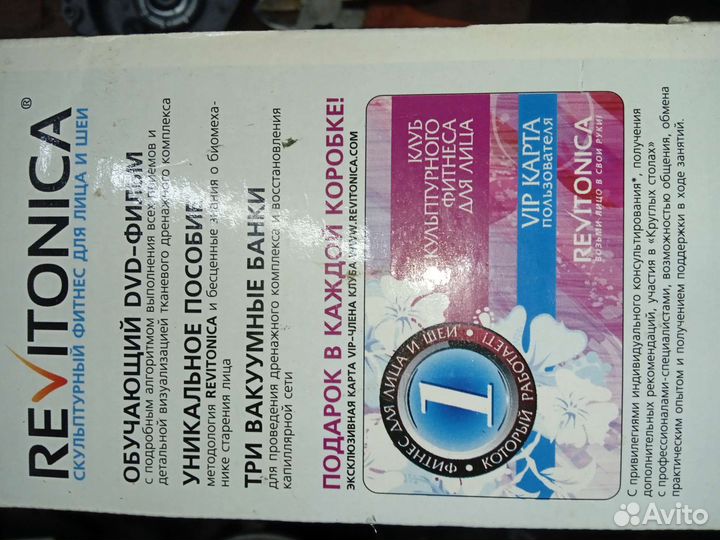 REVITONICA®
СКУЛЬПТУРНЫЙ ФИТНЕС ДЛЯ ЛИЦА И ШЕИ
ОБУЧАЮЩИЙ DVD-ФИЛЬМ
с подробным алгоритмом выполнения всех приемов и
детальной визуализацией тканевого дренажного комплекса
УНИКАЛЬНОЕ ПОСОБИЕ
методология REVITONICA и бесценные знания о биомеха-
нике старения лица
ТРИ ВАКУУМНЫЕ БАНКИ
для проведения дренажного комплекса и восстановления
капиллярной сети
ПОДАРОК В КАЖДОЙ КОРОБКЕ!
ЭКСКЛЮЗИВНАЯ КАРТА VIP-ЧЛЕНА КЛУБА WWW.REVITONICA.COM
КЛУБ
СКУЛЬПТУРНОГО
ФИТНЕСА
ДЛЯ ЛИЦА
VIP КАРТА
пользователя
REVITONICA
ВОЗЬМИ ЛИЦО В СВОИ РУКИ!
ФИТНЕС ДЛЯ ЛИЦА И ШЕИ · КОТОРЫЙ РАБОТАЕТ!
1
С привилегиями индивидуального консультирования*, получения
дополнительных рекомендаций, участия в «Круглых столах»
с профессионалами-специалистами, возможностью общения, обмена
практическим опытом и получением поддержки в ходе занятий.
Avito